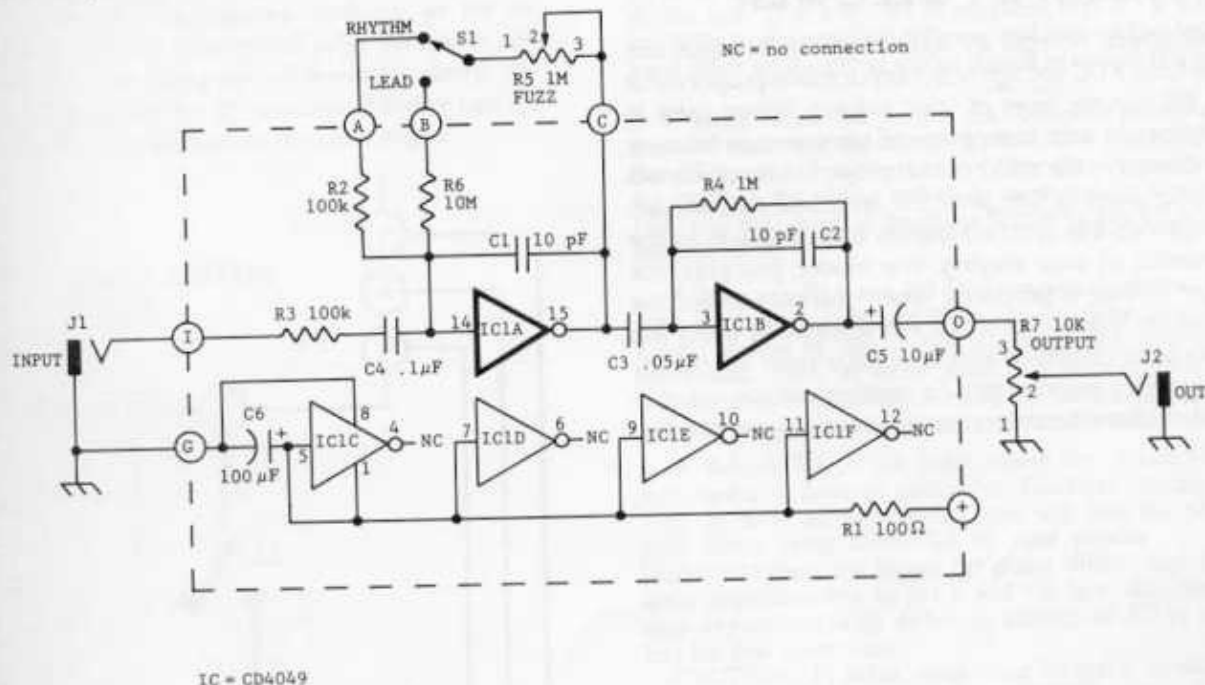 RHYTHM
S1
1 2 3
R5 1M
FUZZ
NC = no connection
LEAD
A
B
C
R2
100k
R6
10M
R4 1M
C1 10 pF
10 pF C2
J1
INPUT
I
R3 100k
C4 .1µF
14 IC1A 15
C3 .05µF
3 IC1B 2
+
C5 10µF
O
R7 10K
OUTPUT
3
2
1
J2
OUT
G
C6
+
100µF
8
5 IC1C 4 NC
1
7 IC1D 6 NC
9 IC1E 10 NC
11 IC1F 12 NC
R1 100Ω
+
IC = CD4049